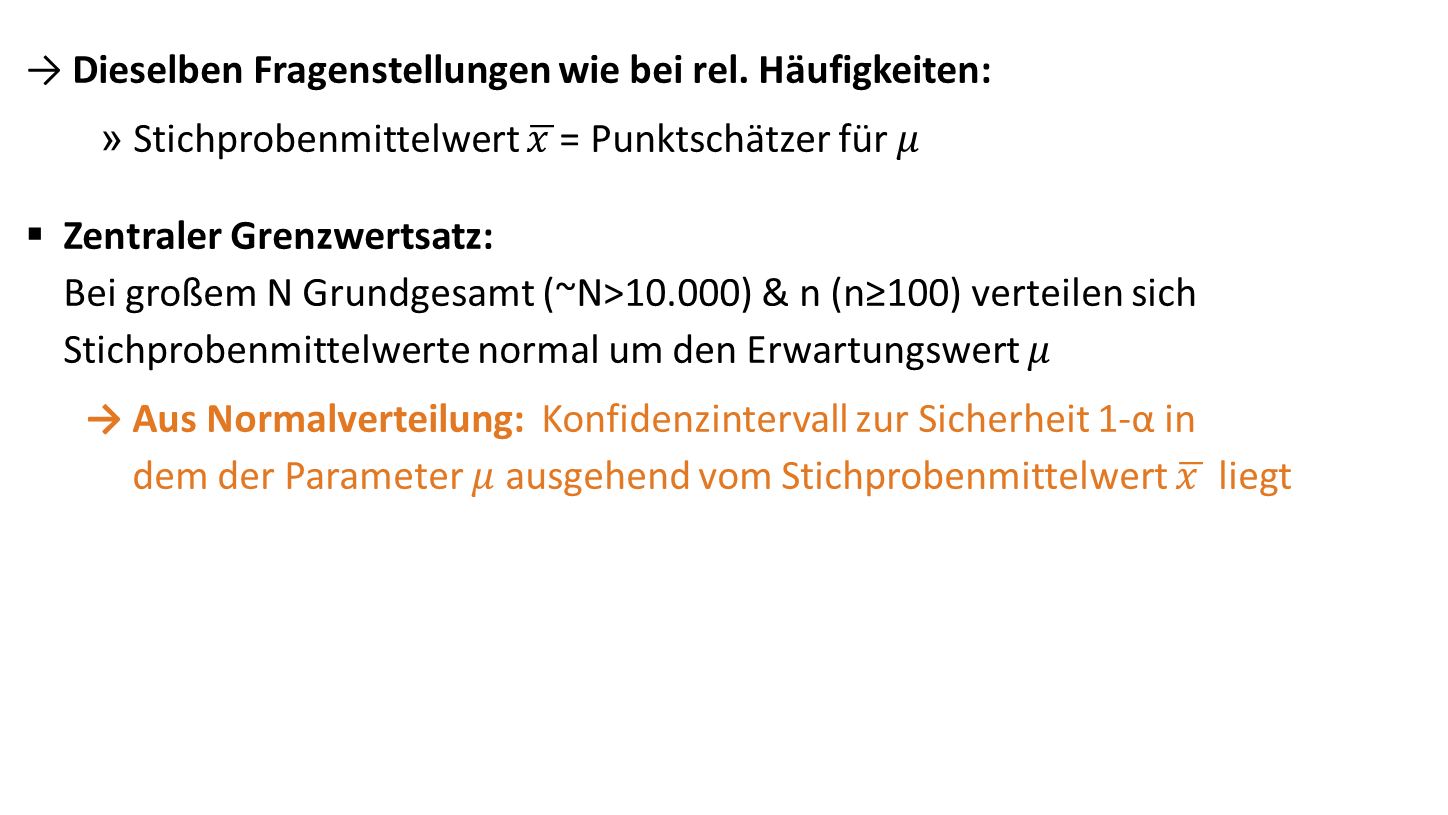 → Dieselben Fragenstellungen wie bei rel. Häufigkeiten:
» Stichprobenmittelwert x̅ = Punktschätzer für μ
▪ Zentraler Grenzwertsatz:
Bei großem N Grundgesamt (~N>10.000) & n (n≥100) verteilen sich
Stichprobenmittelwerte normal um den Erwartungswert μ
→ Aus Normalverteilung: Konfidenzintervall zur Sicherheit 1-α in
dem der Parameter μ ausgehend vom Stichprobenmittelwert x̅ liegt